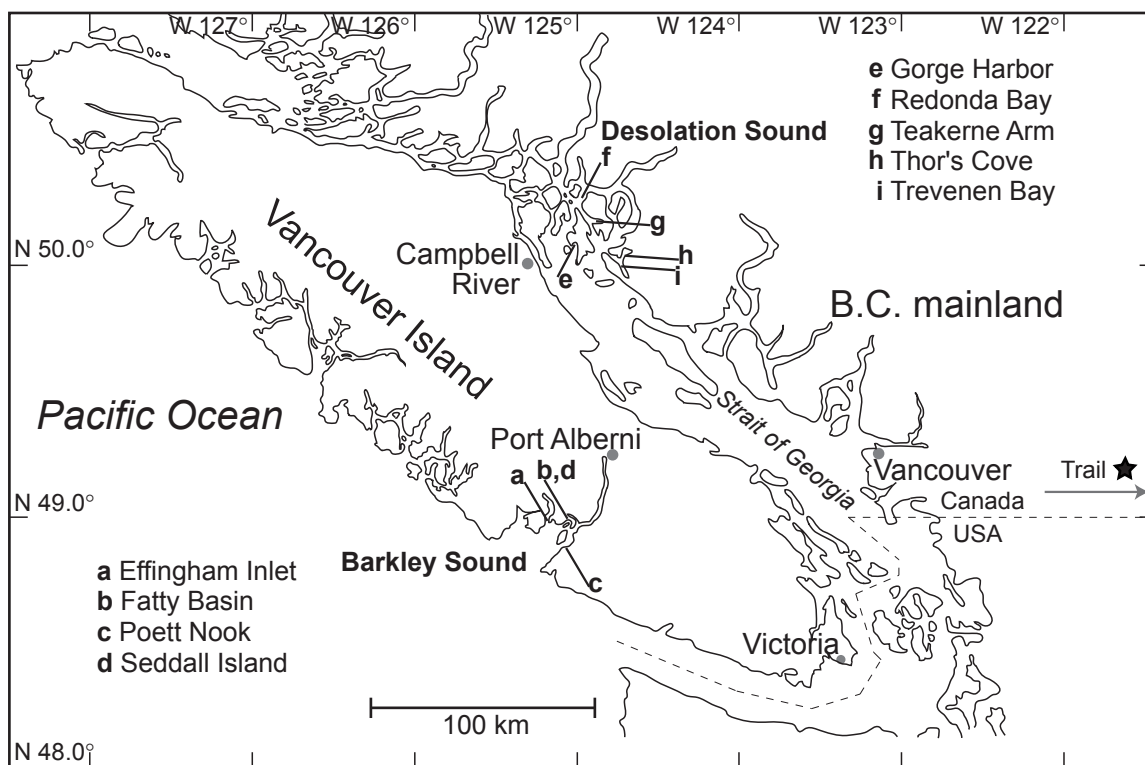 W 127°
W 126°
W 125°
W 124°
W 123°
W 122°
e Gorge Harbor
f Redonda Bay
g Teakerne Arm
h Thor's Cove
i Trevenen Bay
Desolation Sound
f
g
N 50.0°
Campbell
River
h
e
i
Vancouver Island
B.C. mainland
Pacific Ocean
Strait of Georgia
Port Alberni
a
b,d
Vancouver
Trail
Canada
N 49.0°
USA
Barkley Sound
a Effingham Inlet
b Fatty Basin
c
c Poett Nook
d Seddall Island
Victoria
100 km
N 48.0°